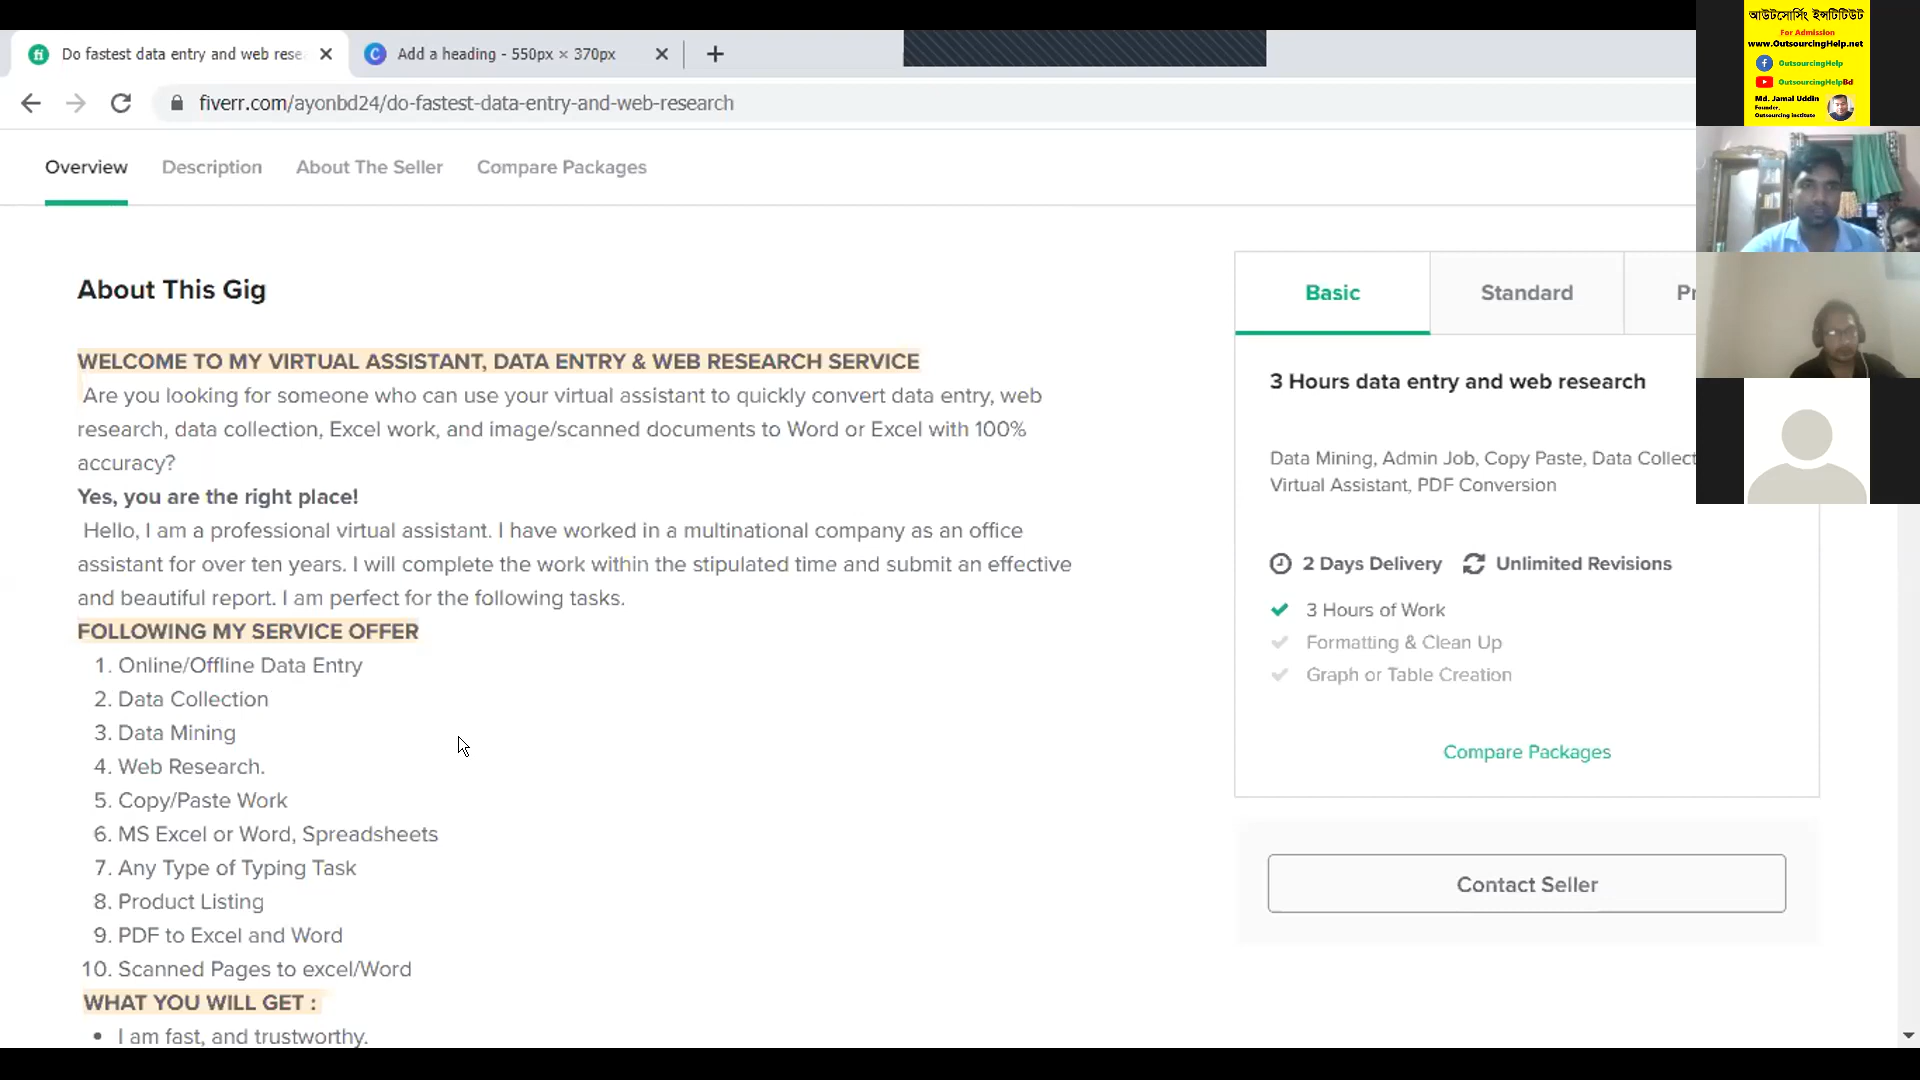 Do fastest data entry and web rese
Add a heading - 550px × 370px
fiverr.com/ayonbd24/do-fastest-data-entry-and-web-research
Overview
Description
About The Seller
Compare Packages
About This Gig
WELCOME TO MY VIRTUAL ASSISTANT, DATA ENTRY & WEB RESEARCH SERVICE
Are you looking for someone who can use your virtual assistant to quickly convert data entry, web
research, data collection, Excel work, and image/scanned documents to Word or Excel with 100%
accuracy?
Yes, you are the right place!
Hello, I am a professional virtual assistant. I have worked in a multinational company as an office
assistant for over ten years. I will complete the work within the stipulated time and submit an effective
and beautiful report. I am perfect for the following tasks.
FOLLOWING MY SERVICE OFFER
1. Online/Offline Data Entry
2. Data Collection
3. Data Mining
4. Web Research.
5. Copy/Paste Work
6. MS Excel or Word, Spreadsheets
7. Any Type of Typing Task
8. Product Listing
9. PDF to Excel and Word
10. Scanned Pages to excel/Word
WHAT YOU WILL GET :
• I am fast, and trustworthy.
Basic
Standard
Pr
3 Hours data entry and web research
Data Mining, Admin Job, Copy Paste, Data Collect
Virtual Assistant, PDF Conversion
2 Days Delivery
Unlimited Revisions
3 Hours of Work
Formatting & Clean Up
Graph or Table Creation
Compare Packages
Contact Seller
আউটসোর্সিং ইন্সটিটিউট
For Admission
www.OutsourcingHelp.net
OutsourcingHelp
OutsourcingHelpBd
Md. Jamal Uddin
Founder,
Outsourcing Institute